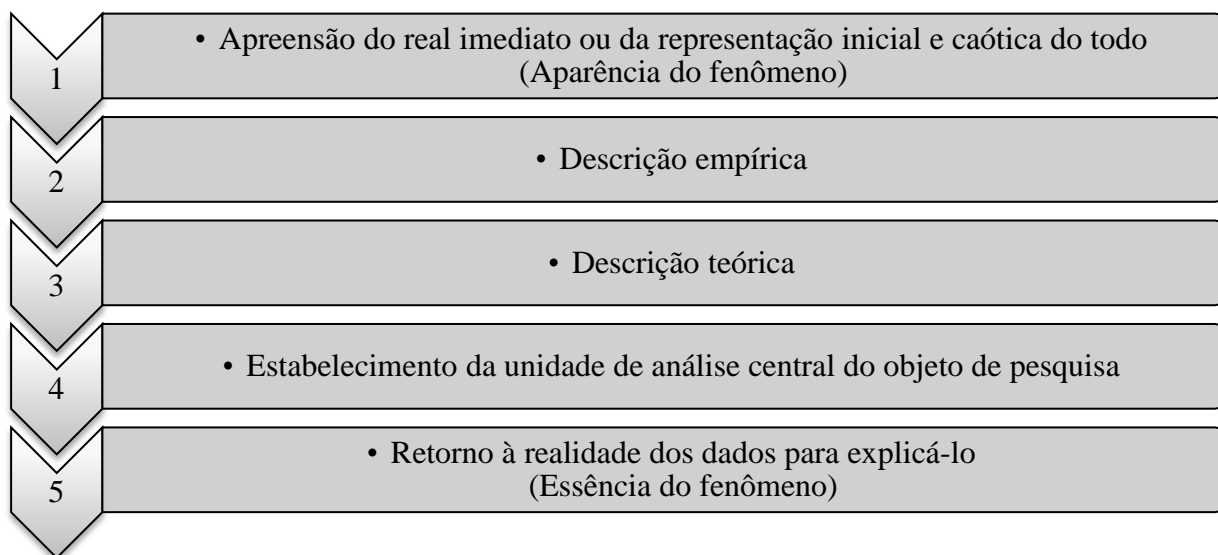 1
• Apreensão do real imediato ou da representação inicial e caótica do todo
(Aparência do fenômeno)
2
• Descrição empírica
3
• Descrição teórica
4
• Estabelecimento da unidade de análise central do objeto de pesquisa
5
• Retorno à realidade dos dados para explicá-lo
(Essência do fenômeno)